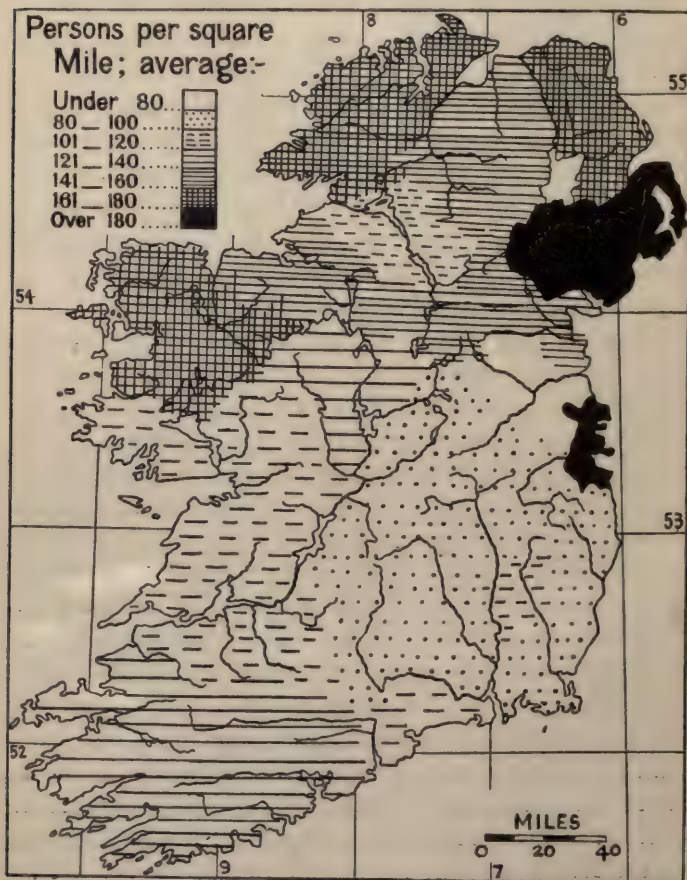 Persons per square
Mile; average:-
Under 80......
80 — 100......
101 — 120......
121 — 140......
141 — 160......
161 — 180......
Over 180......
8
6
55
54
53
52
MILES
0 20 40
9
7